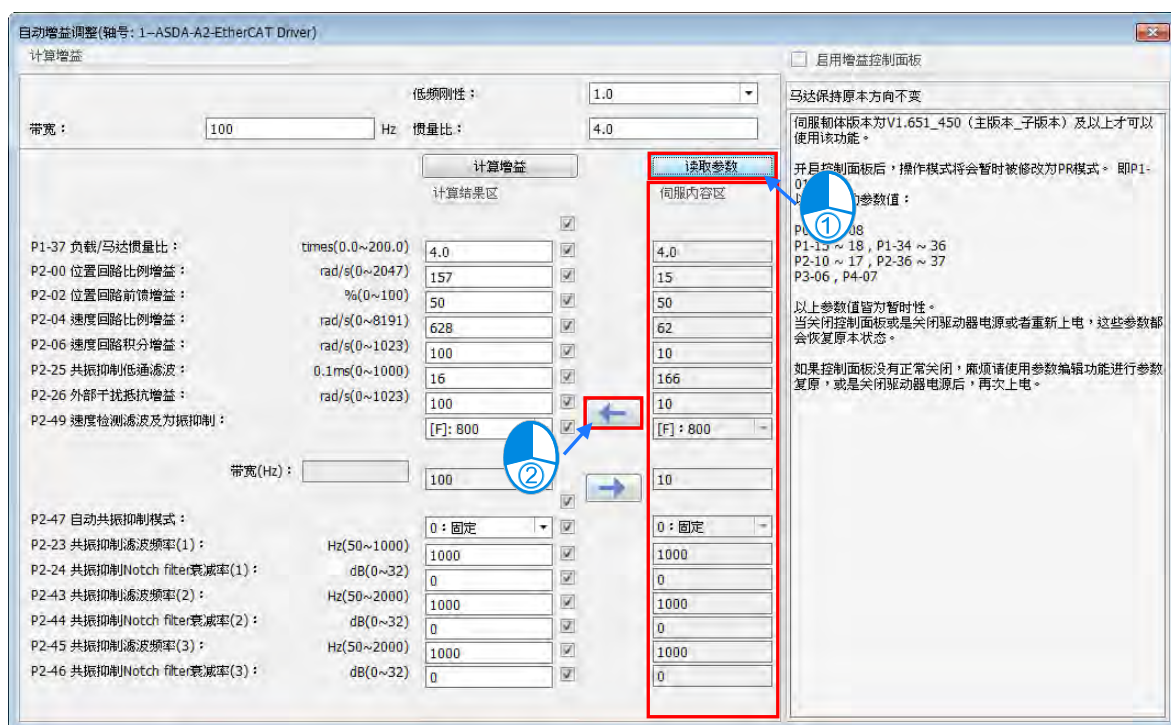 自动增益调整(轴号: 1--ASDA-A2-EtherCAT Driver)
计算增益
低频刚性： 1.0
带宽： 100 Hz 惯量比： 4.0
计算增益 读取参数
计算结果区 伺服内容区
P1-37 负载/马达惯量比： times(0.0~200.0) 4.0 4.0
P2-00 位置回路比例增益： rad/s(0~2047) 157 15
P2-02 位置回路前馈增益： %(0~100) 50 50
P2-04 速度回路比例增益： rad/s(0~8191) 628 62
P2-06 速度回路积分增益： rad/s(0~1023) 100 10
P2-25 共振抑制低通滤波： 0.1ms(0~1000) 16 166
P2-26 外部干扰抵抗增益： rad/s(0~1023) 100 10
P2-49 速度检测滤波及为振抑制： [F]: 800 [F]：800
带宽(Hz)： 100 10
P2-47 自动共振抑制模式： 0：固定 0：固定
P2-23 共振抑制滤波频率(1)： Hz(50~1000) 1000 1000
P2-24 共振抑制Notch filter衰减率(1)： dB(0~32) 0 0
P2-43 共振抑制滤波频率(2)： Hz(50~2000) 1000 1000
P2-44 共振抑制Notch filter衰减率(2)： dB(0~32) 0 0
P2-45 共振抑制滤波频率(3)： Hz(50~2000) 1000 1000
P2-46 共振抑制Notch filter衰减率(3)： dB(0~32) 0 0
①
②
启用增益控制面板
马达保持原本方向不变
伺服韧体版本为V1.651_450（主版本_子版本）及以上才可以
使用该功能。
开启控制面板后，操作模式将会暂时被修改为PR模式。 即P1-
参数值：
08
P1-15 ~ 18 , P1-34 ~ 36
P2-10 ~ 17 , P2-36 ~ 37
P3-06 , P4-07
以上参数值皆为暂时性。
当关闭控制面板或是关闭驱动器电源或者重新上电，这些参数都
会恢复原本状态。
如果控制面板没有正常关闭，麻烦请使用参数编辑功能进行参数
复原，或是关闭驱动器电源后，再次上电。